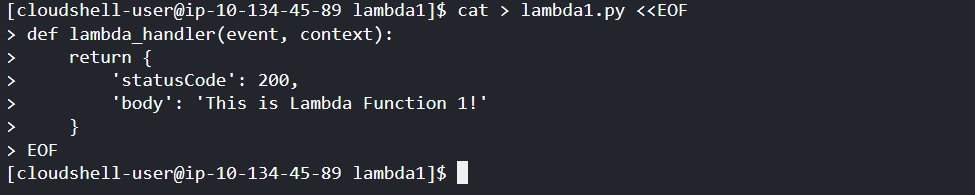 [cloudshell-user@ip-10-134-45-89 lambda1]$ cat > lambda1.py <<EOF
> def lambda_handler(event, context):
>     return {
>         'statusCode': 200,
>         'body': 'This is Lambda Function 1!'
>     }
> EOF
[cloudshell-user@ip-10-134-45-89 lambda1]$